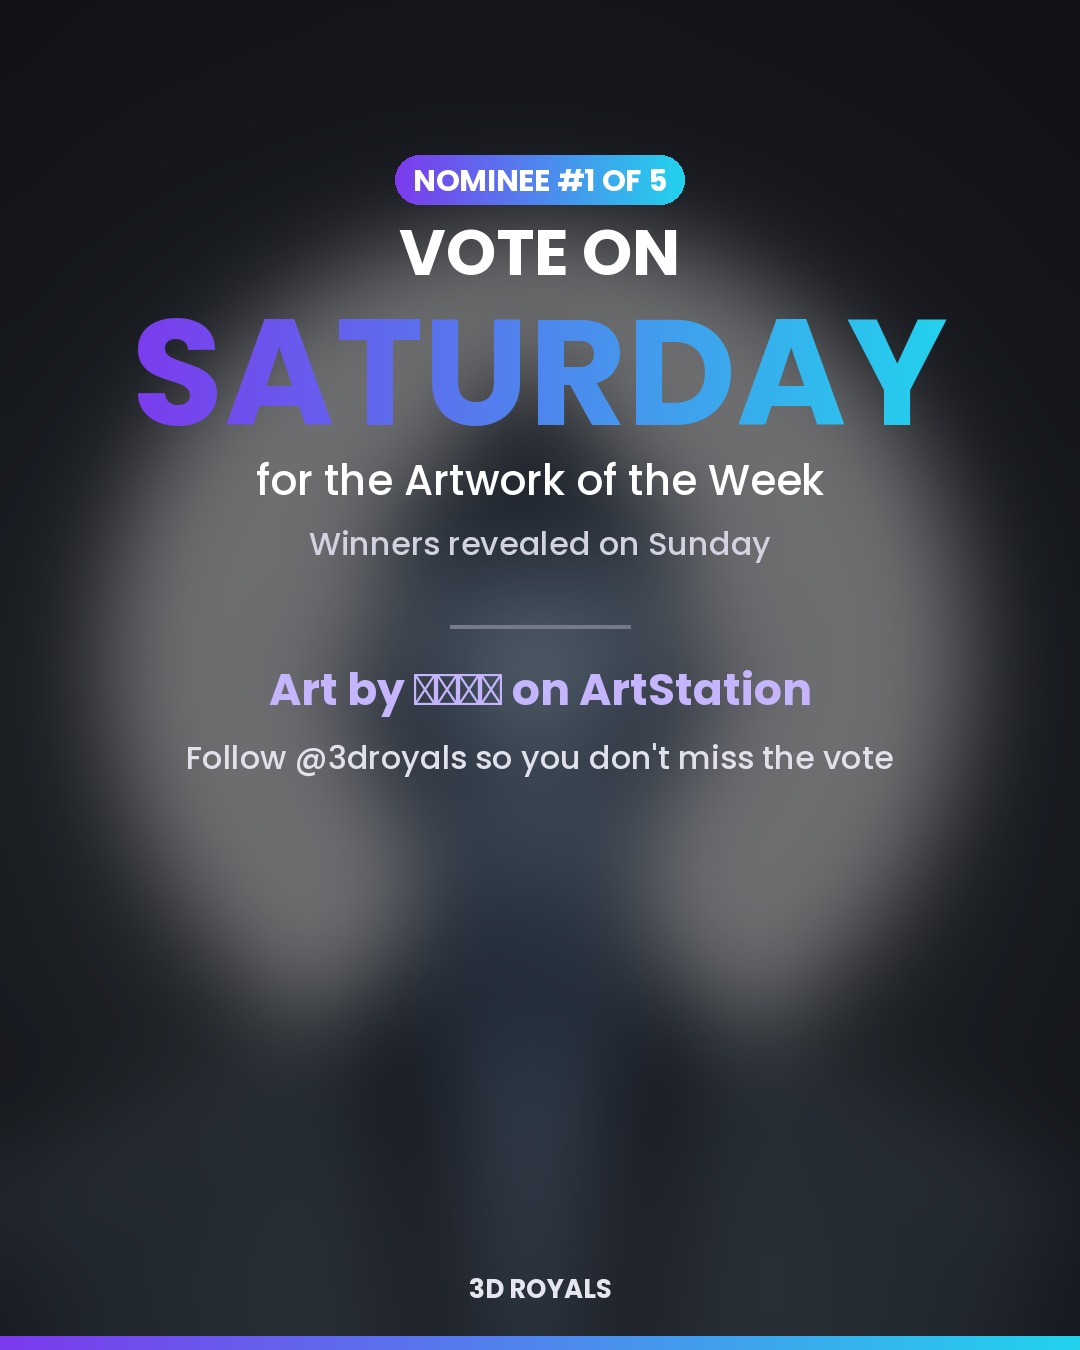 NOMINEE #1 OF 5
VOTE ON
SATURDAY
for the Artwork of the Week
Winners revealed on Sunday
Art by on ArtStation
Follow @3droyals so you don't miss the vote
3D ROYALS